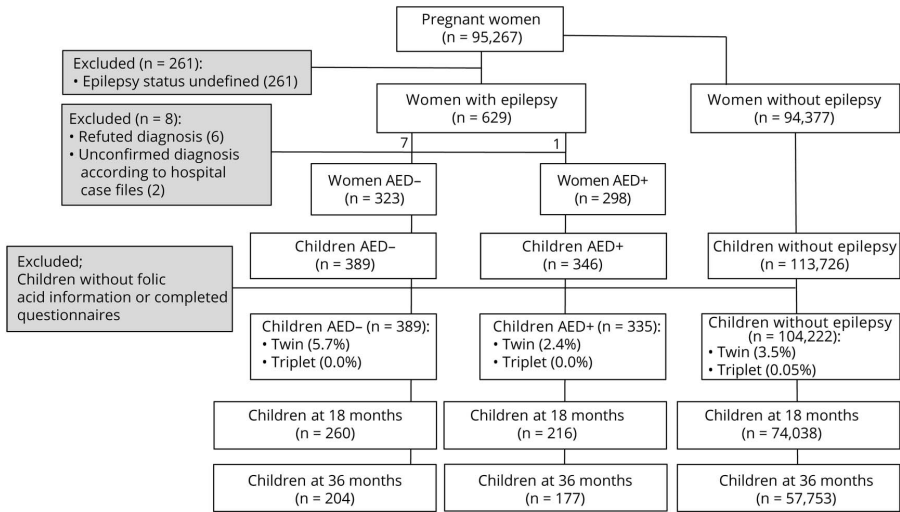 Pregnant women
(n = 95,267)
Excluded (n = 261):
• Epilepsy status undefined (261)
Women with epilepsy
(n = 629)
Women without epilepsy
(n = 94,377)
Excluded (n = 8):
• Refuted diagnosis (6)
• Unconfirmed diagnosis
according to hospital
case files (2)
7
1
Women AED–
(n = 323)
Women AED+
(n = 298)
Children AED–
(n = 389)
Children AED+
(n = 346)
Children without epilepsy
(n = 113,726)
Excluded;
Children without folic
acid information or completed
questionnaires
Children AED– (n = 389):
• Twin (5.7%)
• Triplet (0.0%)
Children AED+ (n = 335):
• Twin (2.4%)
• Triplet (0.0%)
Children without epilepsy
(n = 104,222):
• Twin (3.5%)
• Triplet (0.05%)
Children at 18 months
(n = 260)
Children at 18 months
(n = 216)
Children at 18 months
(n = 74,038)
Children at 36 months
(n = 204)
Children at 36 months
(n = 177)
Children at 36 months
(n = 57,753)